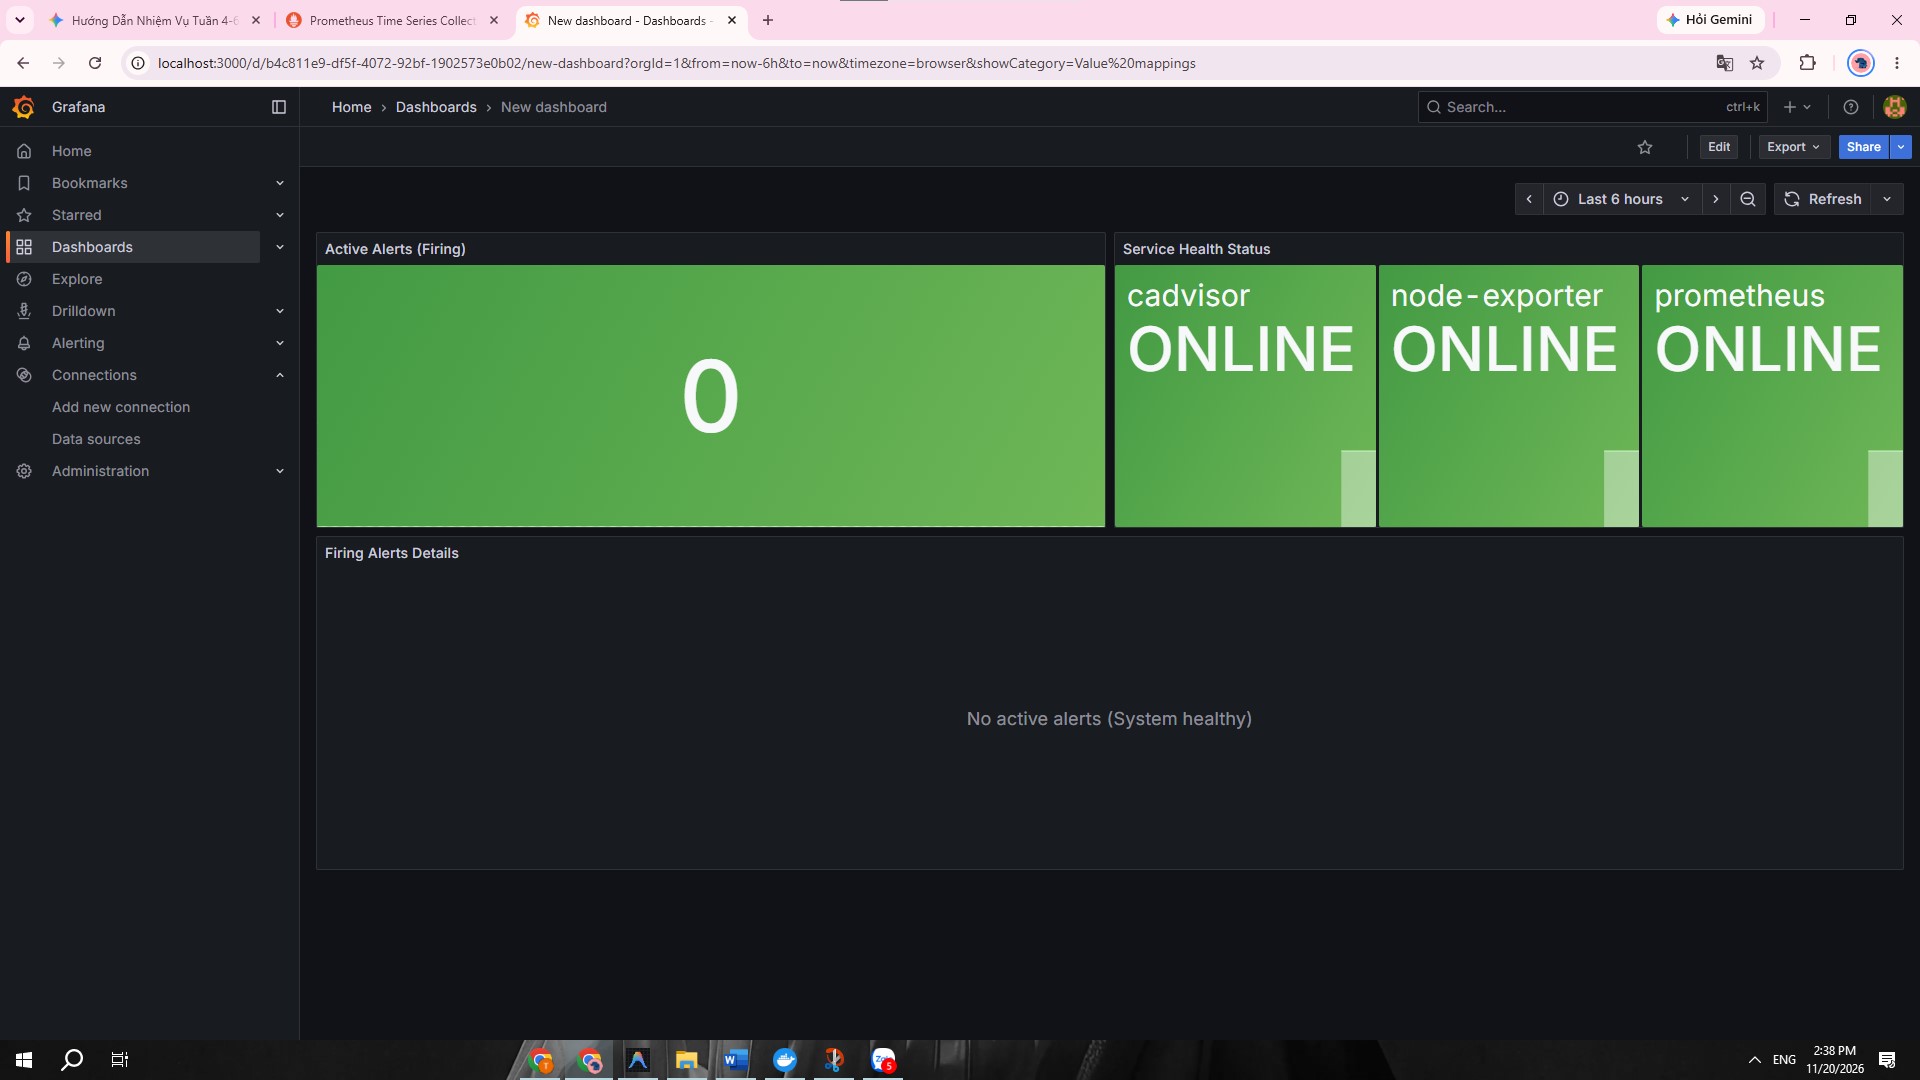 Hướng Dẫn Nhiệm Vụ Tuần 4-6
Prometheus Time Series Collect
New dashboard - Dashboards -
Hỏi Gemini
localhost:3000/d/b4c811e9-df5f-4072-92bf-1902573e0b02/new-dashboard?orgId=1&from=now-6h&to=now&timezone=browser&showCategory=Value%20mappings
Grafana
Home › Dashboards › New dashboard
Search...
ctrl+k
Edit
Export
Share
Home
Bookmarks
Starred
Dashboards
Explore
Drilldown
Alerting
Connections
Add new connection
Data sources
Administration
Last 6 hours
Refresh
Active Alerts (Firing)
0
Service Health Status
cadvisor
ONLINE
node-exporter
ONLINE
prometheus
ONLINE
Firing Alerts Details
No active alerts (System healthy)
5
ENG
2:38 PM
11/20/2026